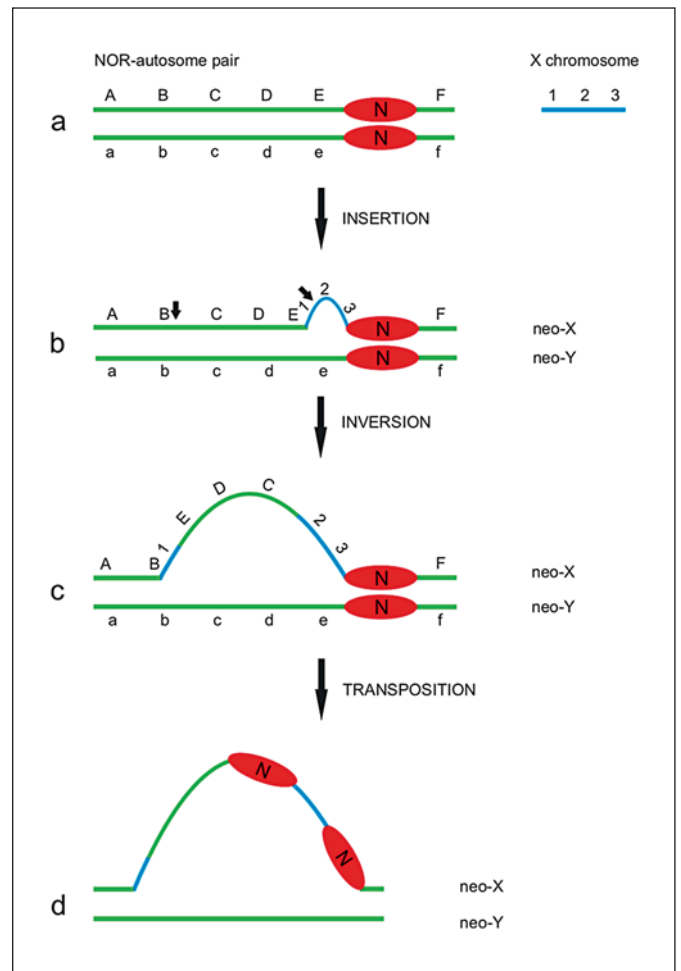 NOR-autosome pair X chromosome
A B C D E F 1 2 3
a N
N
a b c d e f
INSERTION
A B C D E 1 2 3 F
b N neo-X
N neo-Y
a b c d e f
INVERSION
A B 1 E D C 2 3 F
c N neo-X
N neo-Y
a b c d e f
TRANSPOSITION
N
N
neo-X
d neo-Y